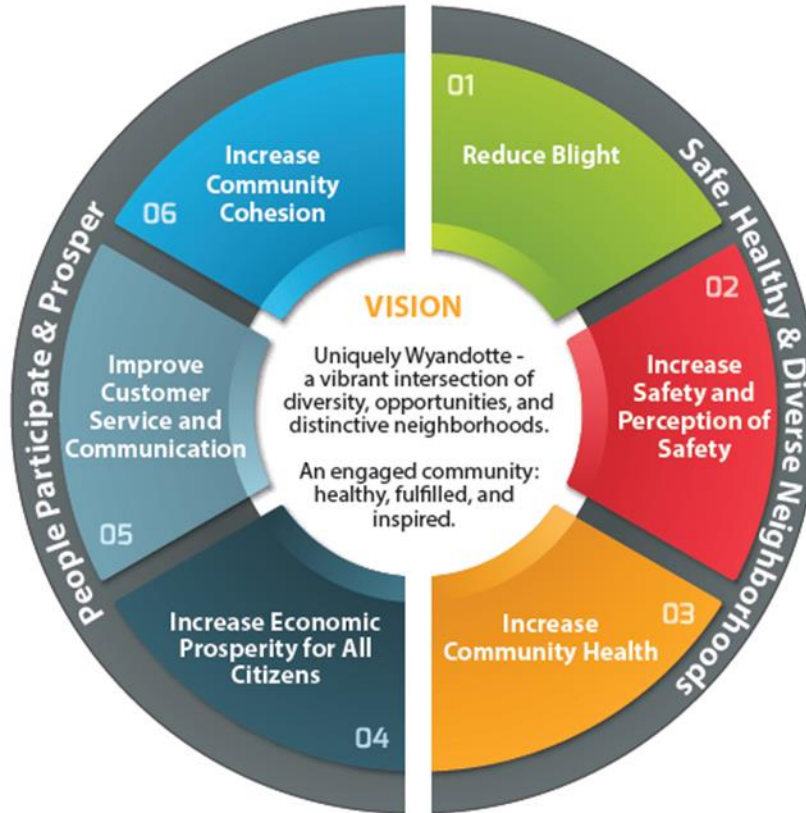 Safe, Healthy & Diverse Neighborhoods
01
Reduce Blight
02
Increase
Safety and
Perception of
Safety
03
Increase
Community Health
People Participate & Prosper
04
Increase Economic
Prosperity for All
Citizens
05
Improve
Customer
Service and
Communication
06
Increase
Community
Cohesion
VISION
Uniquely Wyandotte -
a vibrant intersection of
diversity, opportunities, and
distinctive neighborhoods.
An engaged community:
healthy, fulfilled, and
inspired.